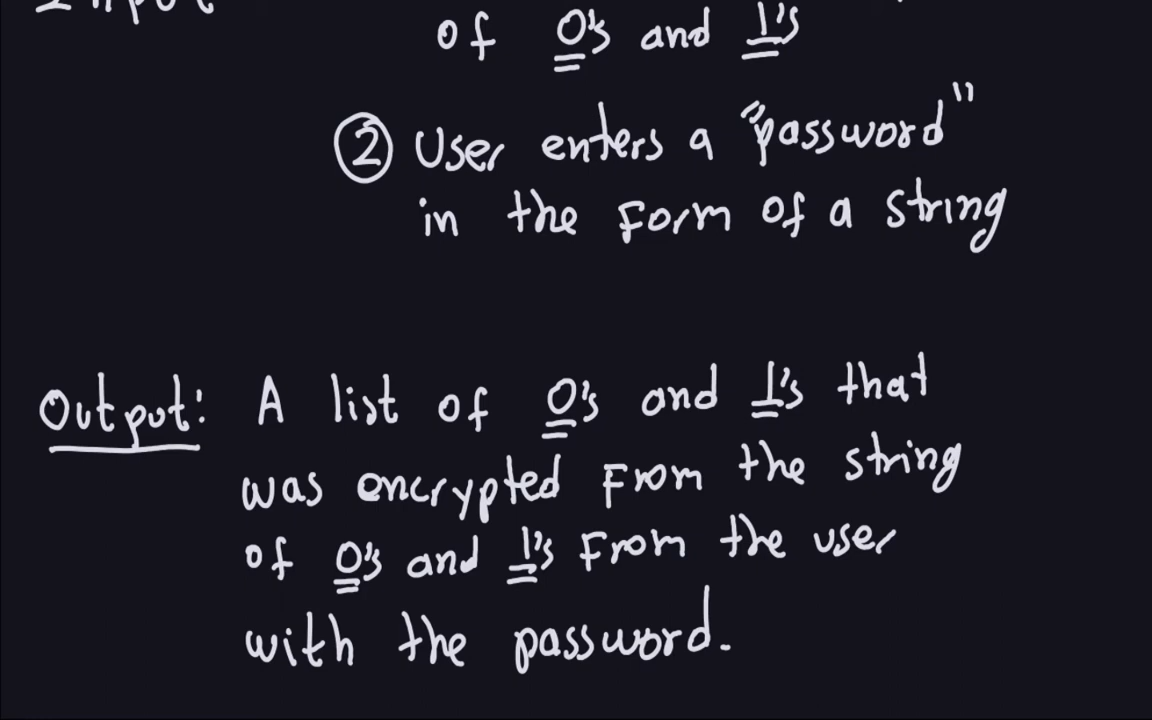 Input
of 0's and 1's
② User enters a "password"
in the form of a string
Output: A list of 0's and 1's that
was encrypted from the string
of 0's and 1's from the user
with the password.